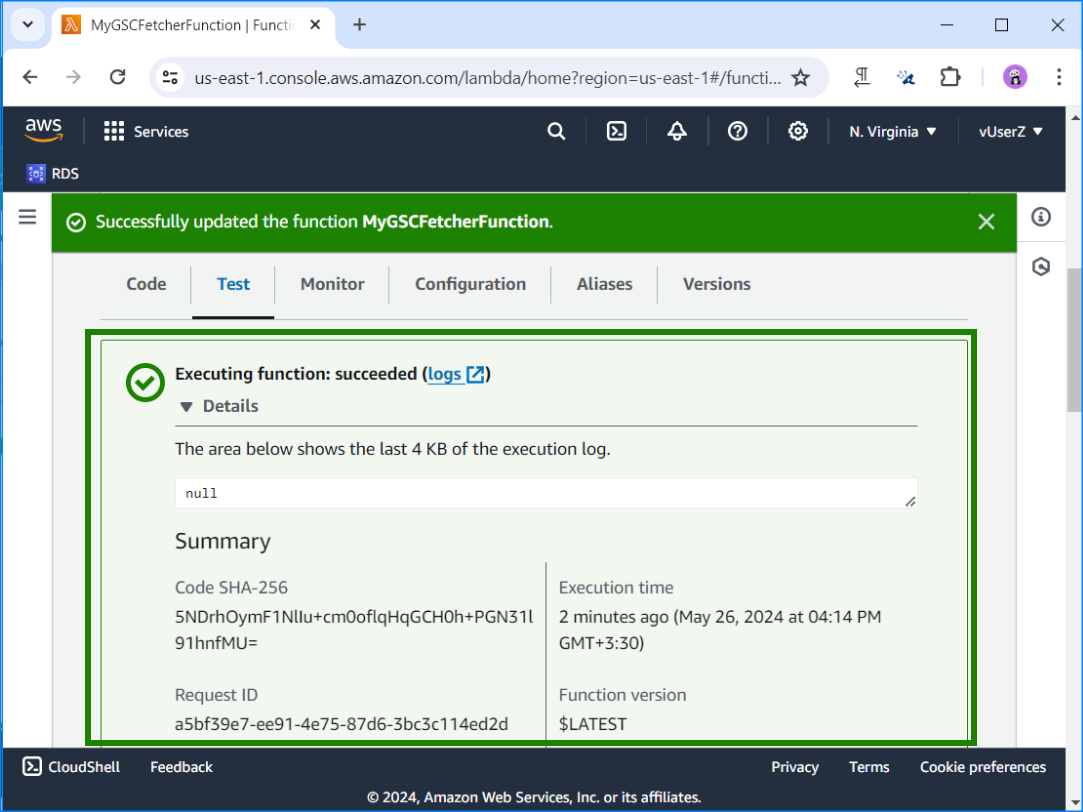 MyGSCFetcherFunction | Functi
us-east-1.console.aws.amazon.com/lambda/home?region=us-east-1#/functi...
aws
Services
N. Virginia ▼
vUserZ ▼
RDS
Successfully updated the function MyGSCFetcherFunction.
Code
Test
Monitor
Configuration
Aliases
Versions
Executing function: succeeded (logs)
▼ Details
The area below shows the last 4 KB of the execution log.
null
Summary
Code SHA-256
5NDrhOymF1NlIu+cm0oflqHqGCH0h+PGN31l
91hnfMU=
Execution time
2 minutes ago (May 26, 2024 at 04:14 PM
GMT+3:30)
Request ID
a5bf39e7-ee91-4e75-87d6-3bc3c114ed2d
Function version
$LATEST
CloudShell
Feedback
Privacy
Terms
Cookie preferences
© 2024, Amazon Web Services, Inc. or its affiliates.